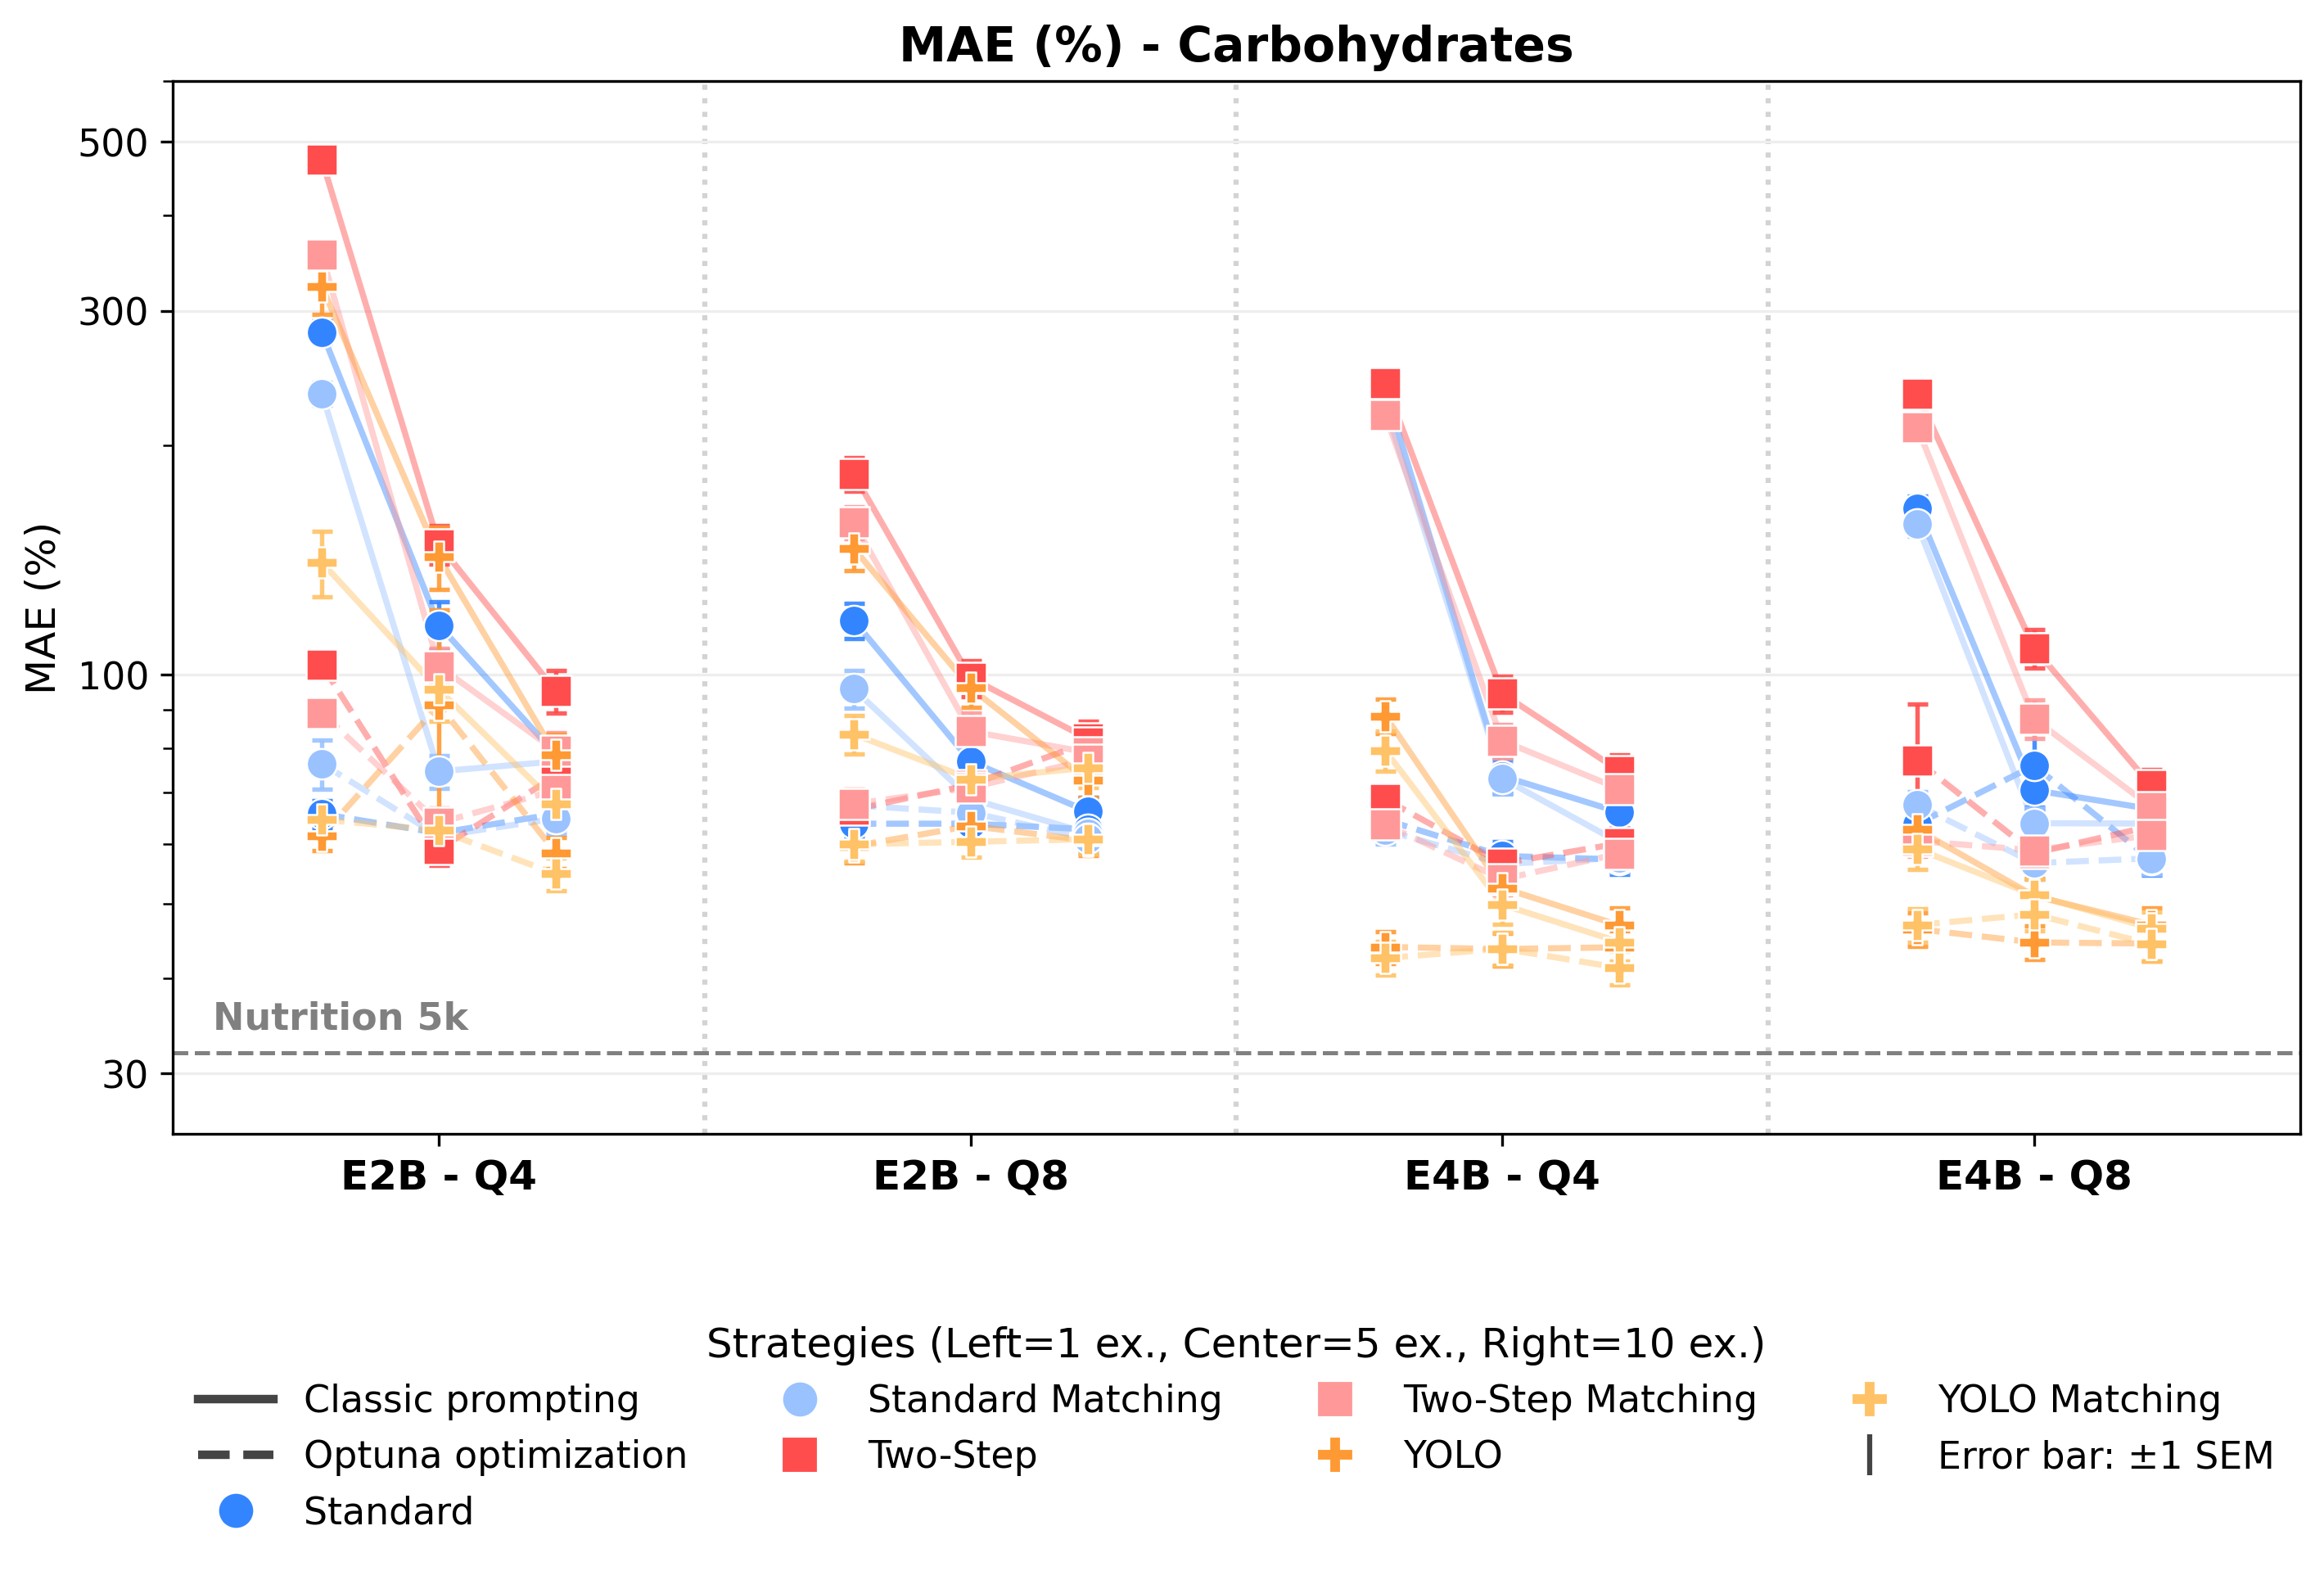 MAE (%) - Carbohydrates
MAE (%)
500
300
100
30
Nutrition 5k
E2B - Q4
E2B - Q8
E4B - Q4
E4B - Q8
Strategies (Left=1 ex., Center=5 ex., Right=10 ex.)
Classic prompting
Optuna optimization
Standard
Standard Matching
Two-Step
Two-Step Matching
YOLO
YOLO Matching
Error bar: ±1 SEM